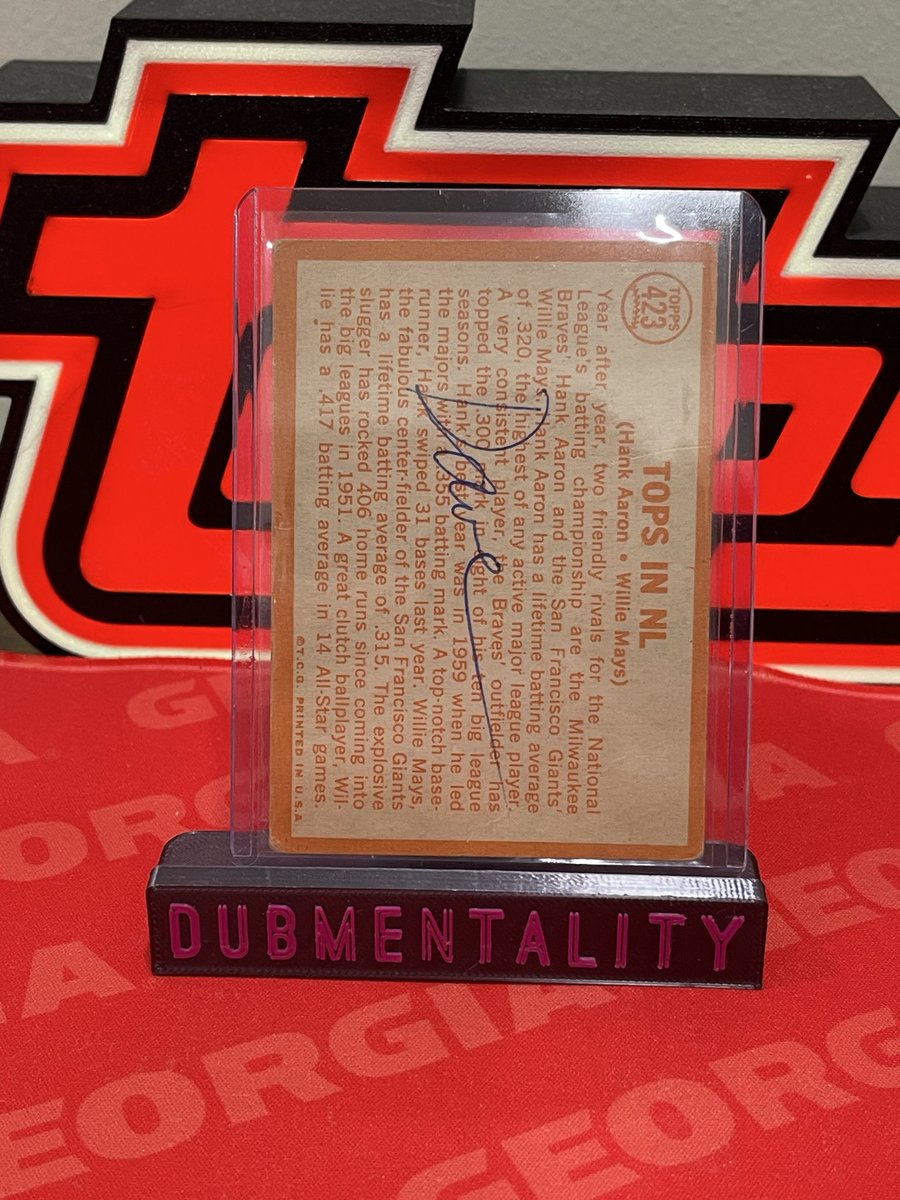 TOPPS
423
TOPS IN NL
(Hank Aaron • Willie Mays)
Year after year, two friendly rivals for the National
League's batting championship are the Milwaukee
Braves' Hank Aaron and the San Francisco Giants'
Willie Mays. Hank Aaron has a lifetime batting average
of .320, the highest of any active major league player.
A very consistent player, the Braves' outfielder has
topped the .300 mark in eight of his ten big league
seasons. Hank's best year was in 1959 when he led
the majors with a .355 batting mark. A top-notch base-
runner, Hank swiped 31 bases last year. Willie Mays,
the fabulous center-fielder of the San Francisco Giants
has a lifetime batting average of .315. The explosive
slugger has rocked 406 home runs since coming into
the big leagues in 1951. A great clutch ballplayer, Wil-
lie has a .417 batting average in 14 All-Star games.
©T.C.G. PRINTED IN U.S.A
Dave
DUBMENTALITY
GEORGIA
GEORGIA